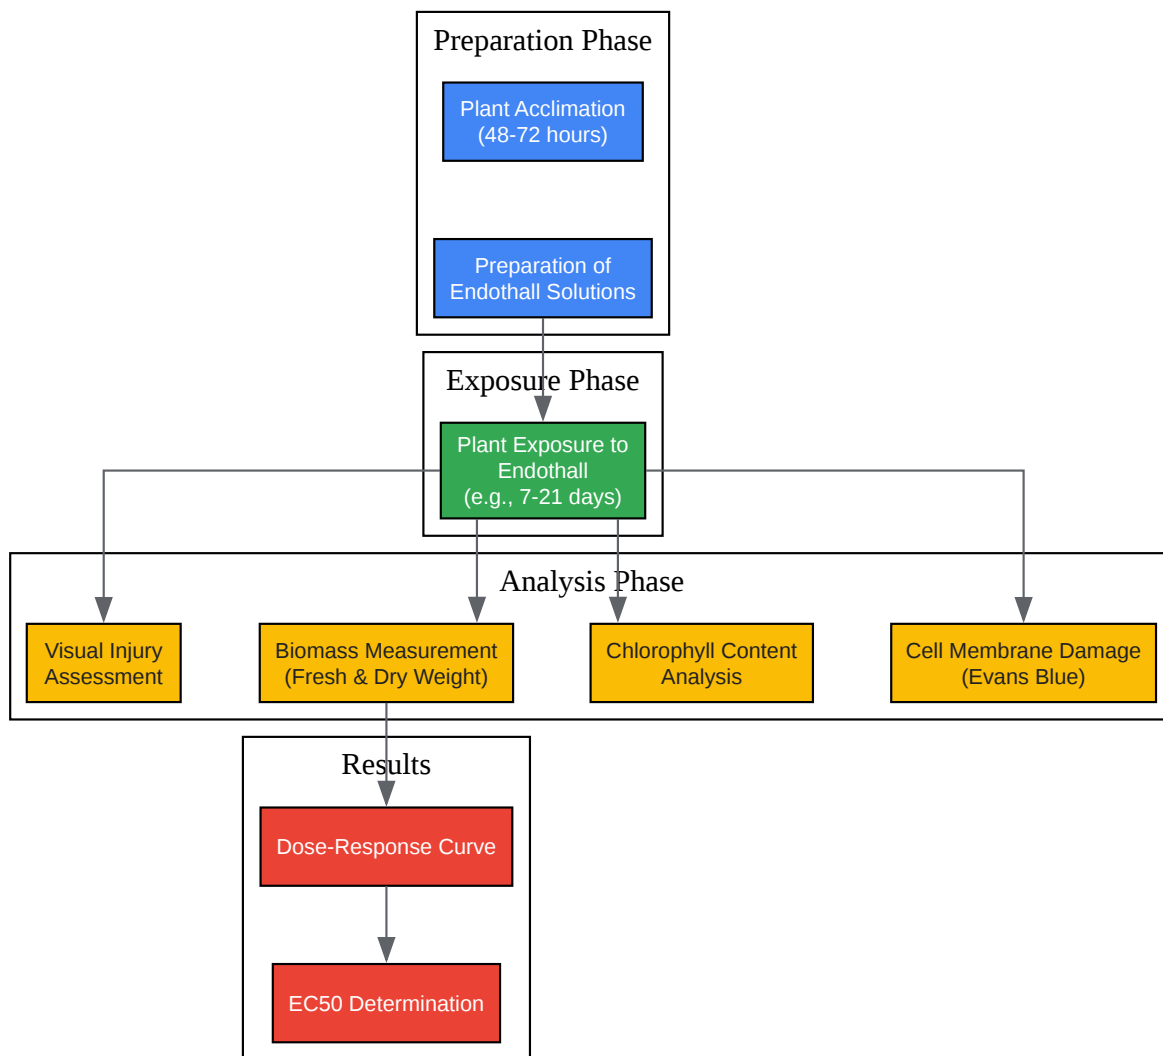 Preparation Phase
Plant Acclimation
(48-72 hours)
Preparation of
Endothall Solutions
Exposure Phase
Plant Exposure to
Endothall
(e.g., 7-21 days)
Analysis Phase
Visual Injury
Assessment
Biomass Measurement
(Fresh & Dry Weight)
Chlorophyll Content
Analysis
Cell Membrane Damage
(Evans Blue)
Results
Dose-Response Curve
EC50 Determination